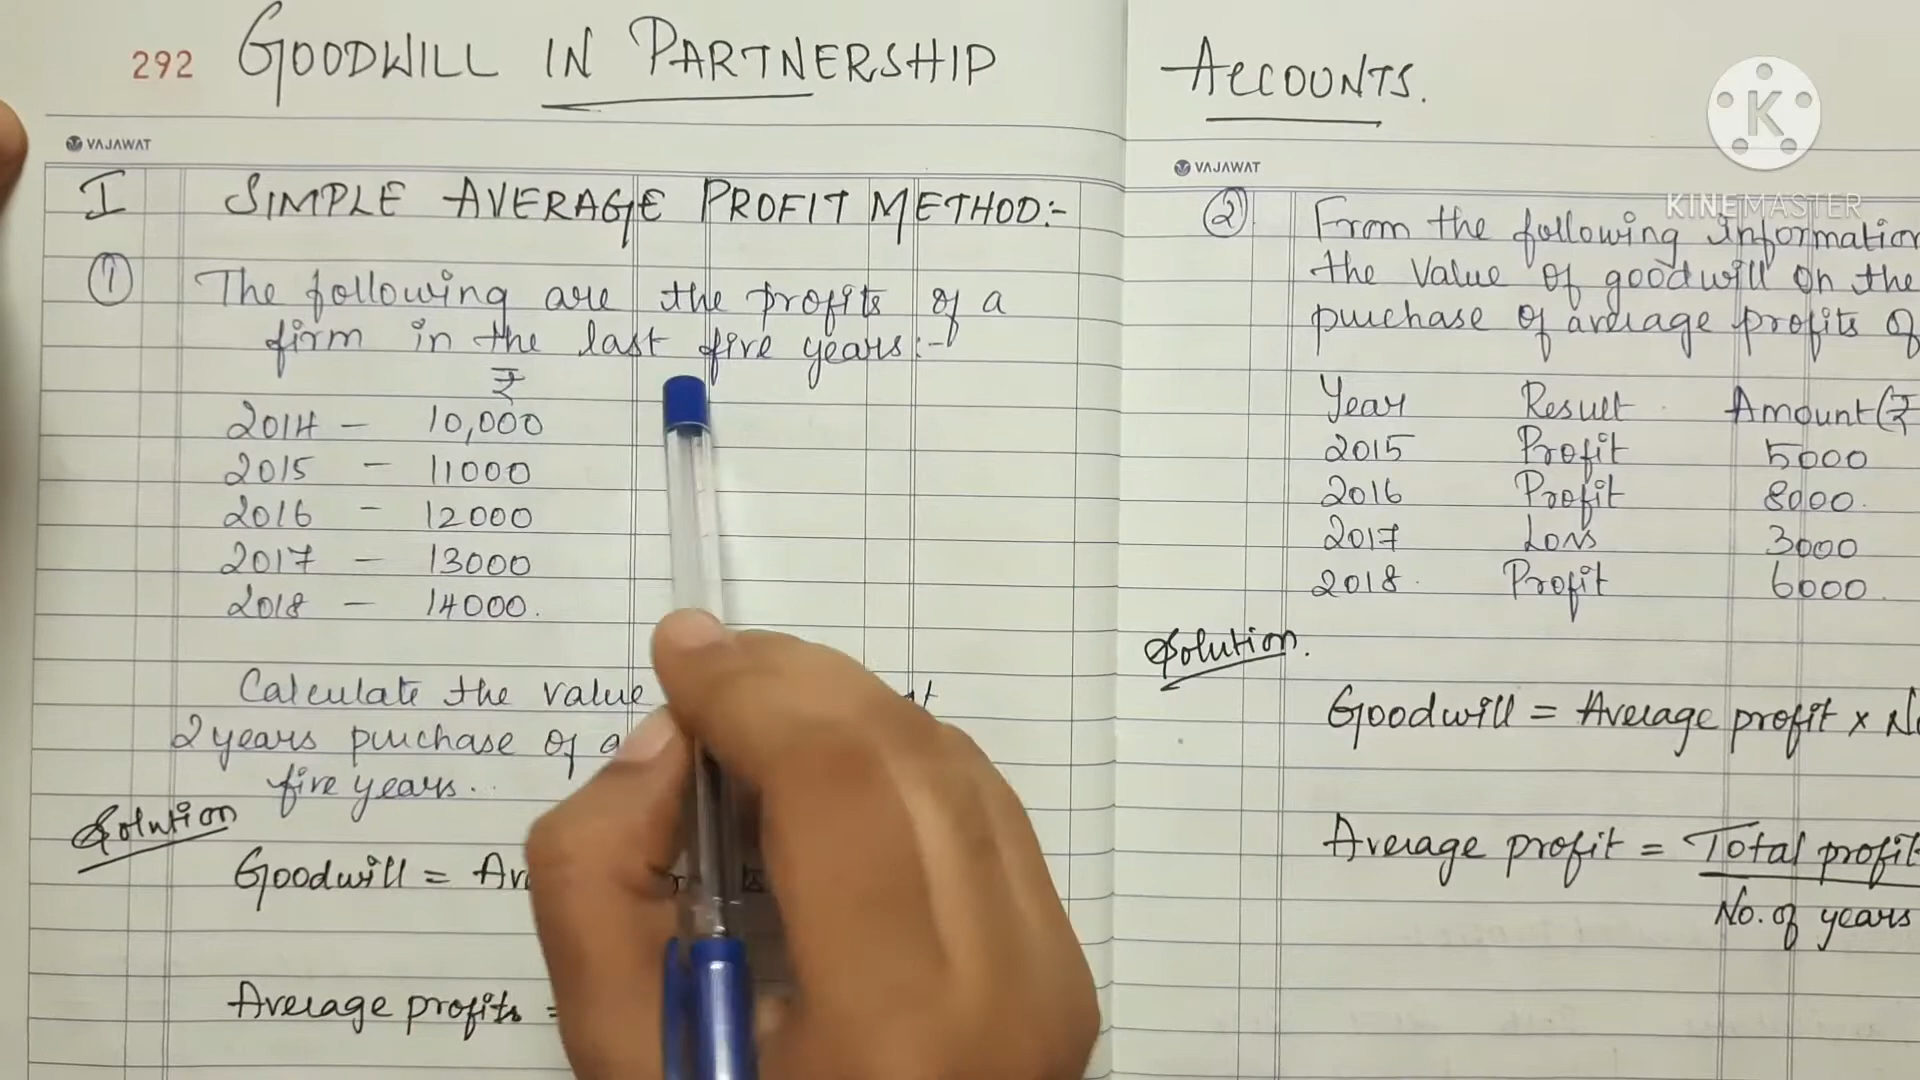 292 GOODWILL IN PARTNERSHIP ACCOUNTS.
VAJAWAT
I SIMPLE AVERAGE PROFIT METHOD:-
① The following are the profits of a
firm in the last five years:-
₹
2014 - 10,000
2015 - 11000
2016 - 12000
2017 - 13000
2018 - 14000.
Calculate the value
2 years purchase of
five years..
Solution
Goodwill =
Average profits =
VAJAWAT
K
KINEMASTER
② From the following Information
the Value of goodwill on the
purchase of average profits of
Year Result Amount (₹
2015 Profit 5000
2016 Profit 8000.
2017 Loss 3000
2018. Profit 6000.
Solution.
Goodwill = Average profit ×
Average profit = Total profit
No. of years